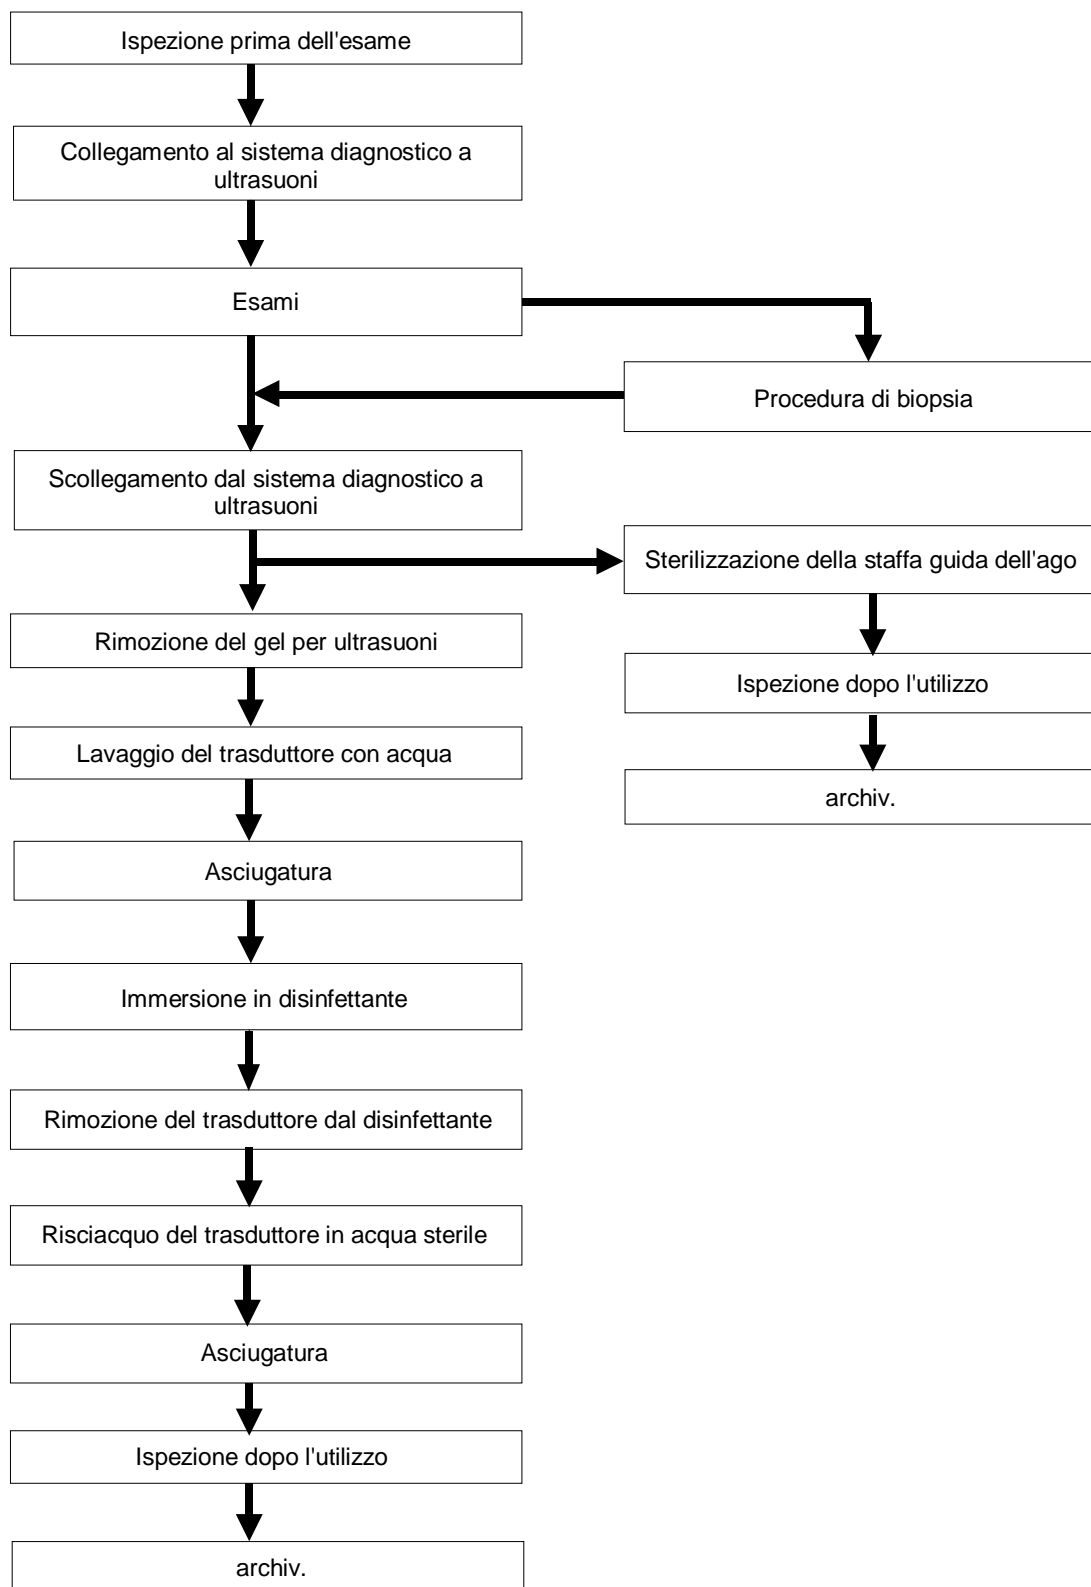 Ispezione prima dell'esame
Collegamento al sistema diagnostico a
ultrasuoni
Esami
Procedura di biopsia
Scollegamento dal sistema diagnostico a
ultrasuoni
Sterilizzazione della staffa guida dell'ago
Rimozione del gel per ultrasuoni
Ispezione dopo l'utilizzo
Lavaggio del trasduttore con acqua
archiv.
Asciugatura
Immersione in disinfettante
Rimozione del trasduttore dal disinfettante
Risciacquo del trasduttore in acqua sterile
Asciugatura
Ispezione dopo l'utilizzo
archiv.